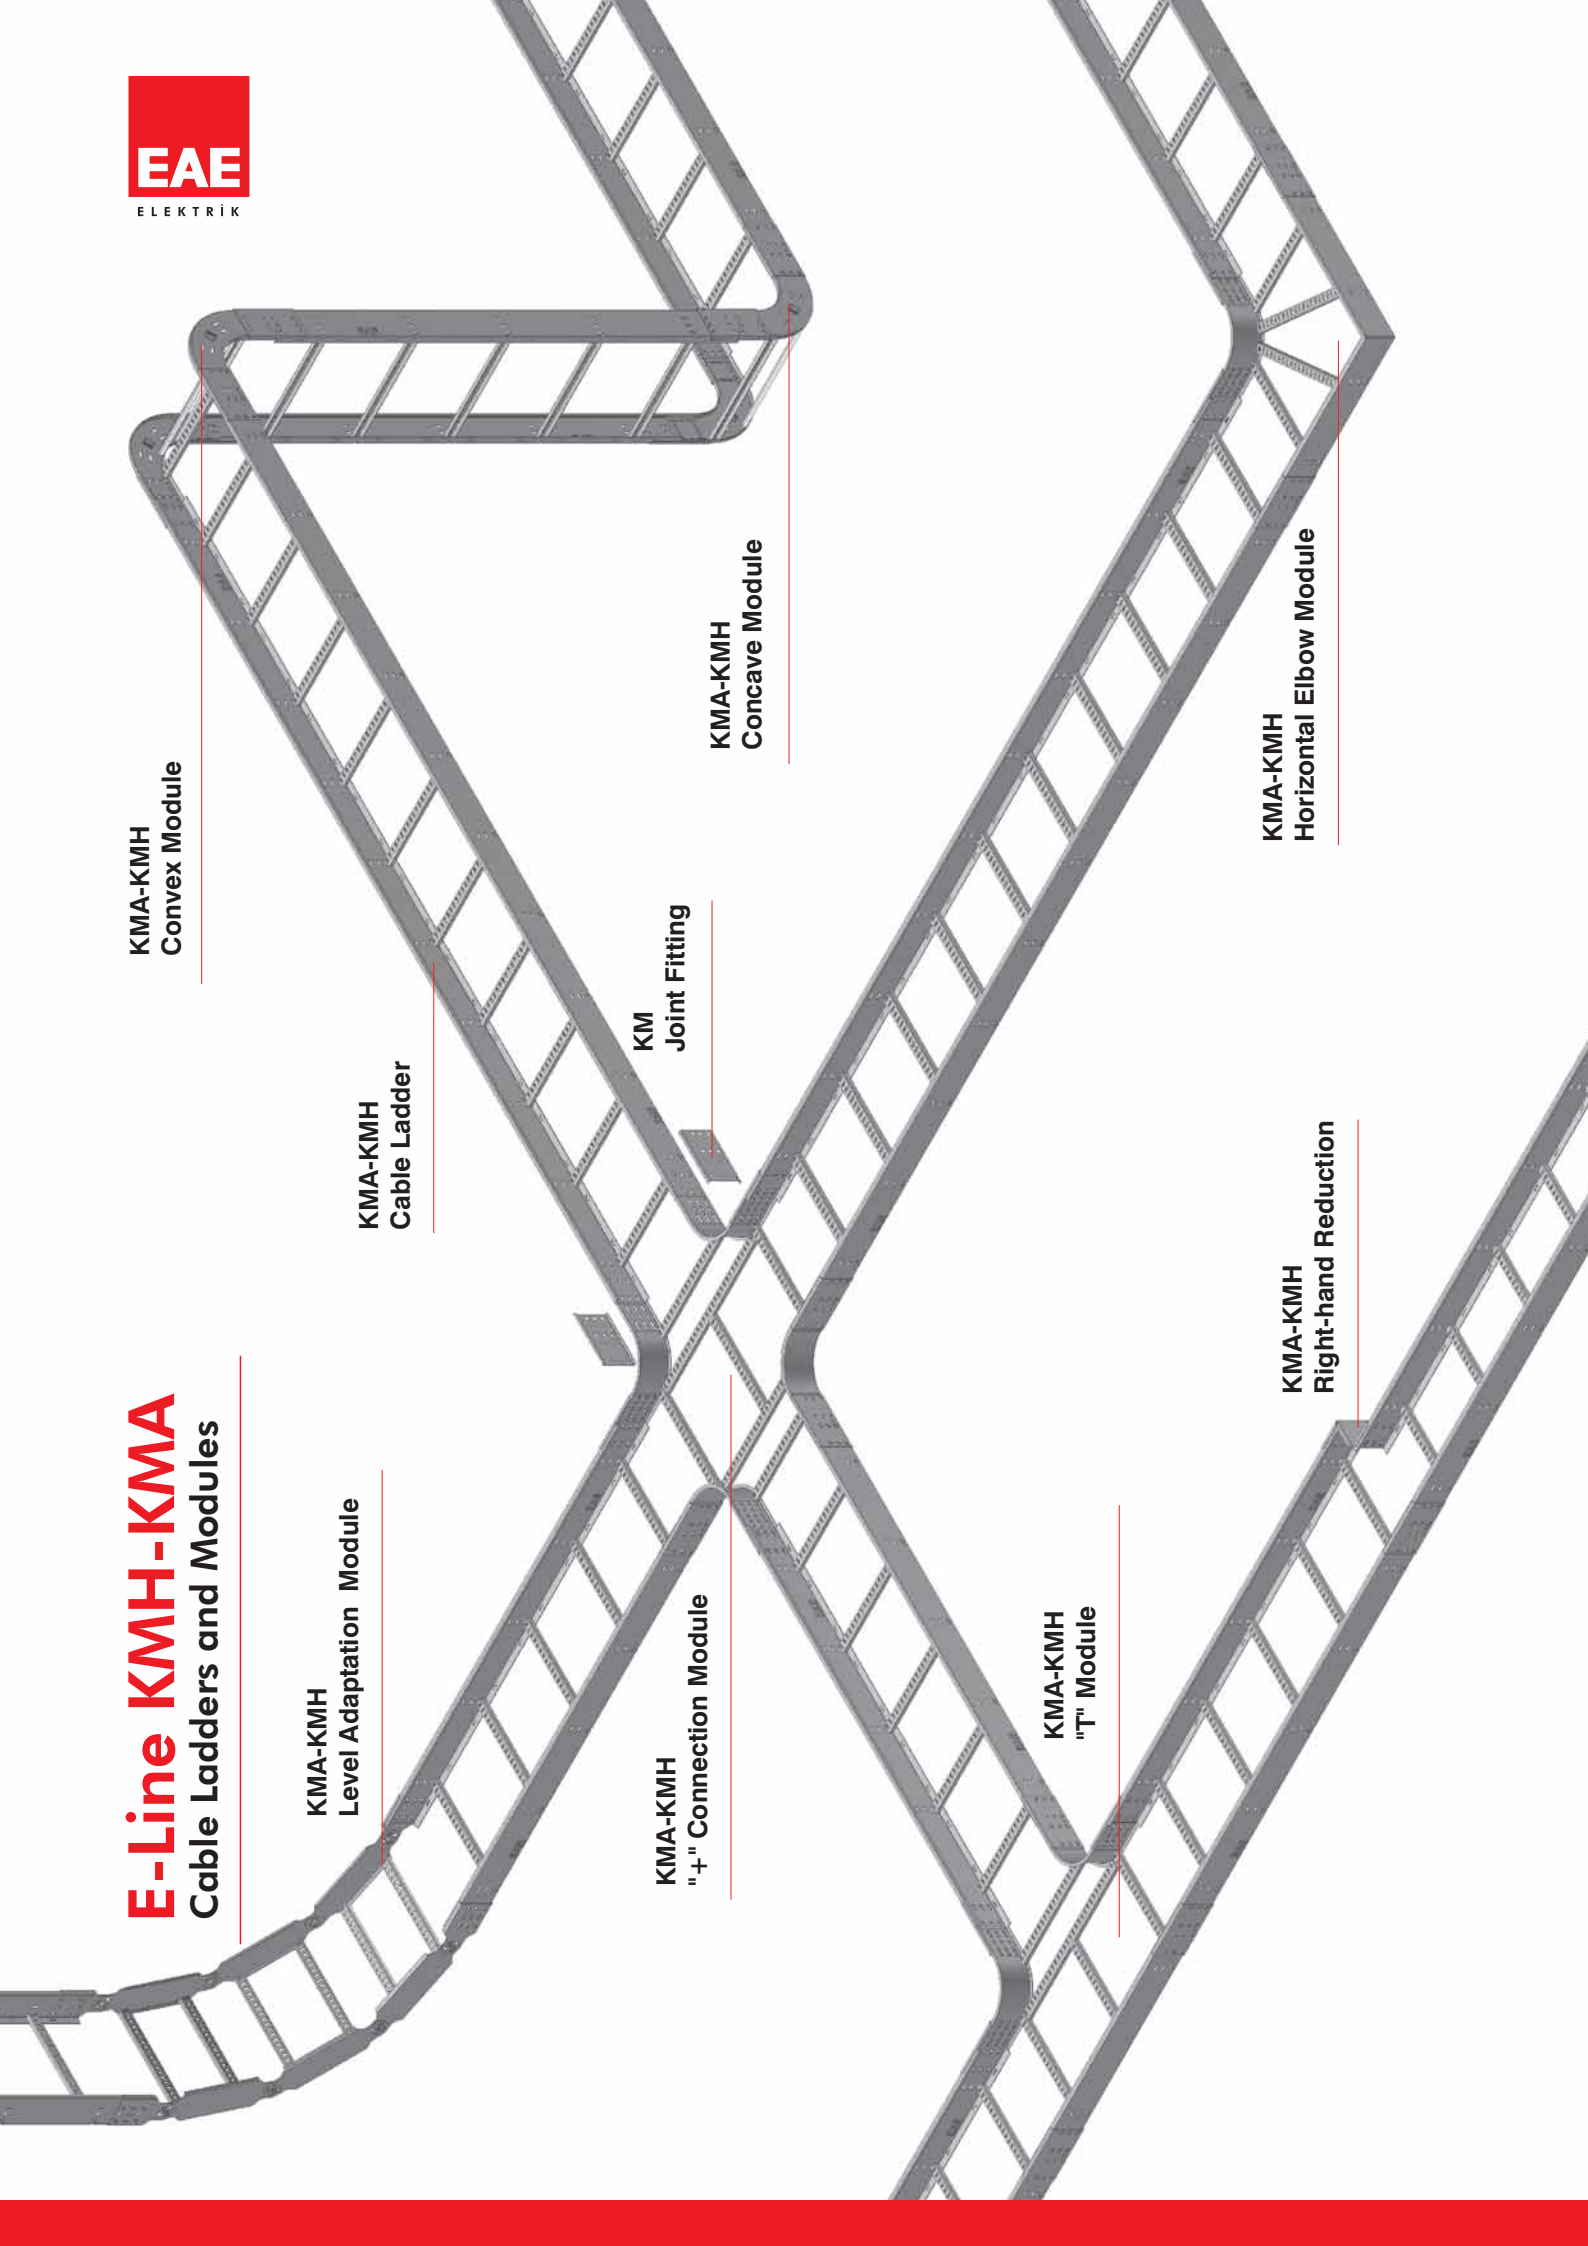 EAE
ELEKTRİK
E-Line KMH-KMA
Cable Ladders and Modules
KMA-KMH
Convex Module
KMA-KMH
Level Adaptation Module
KMA-KMH
Cable Ladder
KM
Joint Fitting
KMA-KMH
"+" Connection Module
KMA-KMH
Concave Module
KMA-KMH
"T" Module
KMA-KMH
Horizontal Elbow Module
KMA-KMH
Right-hand Reduction